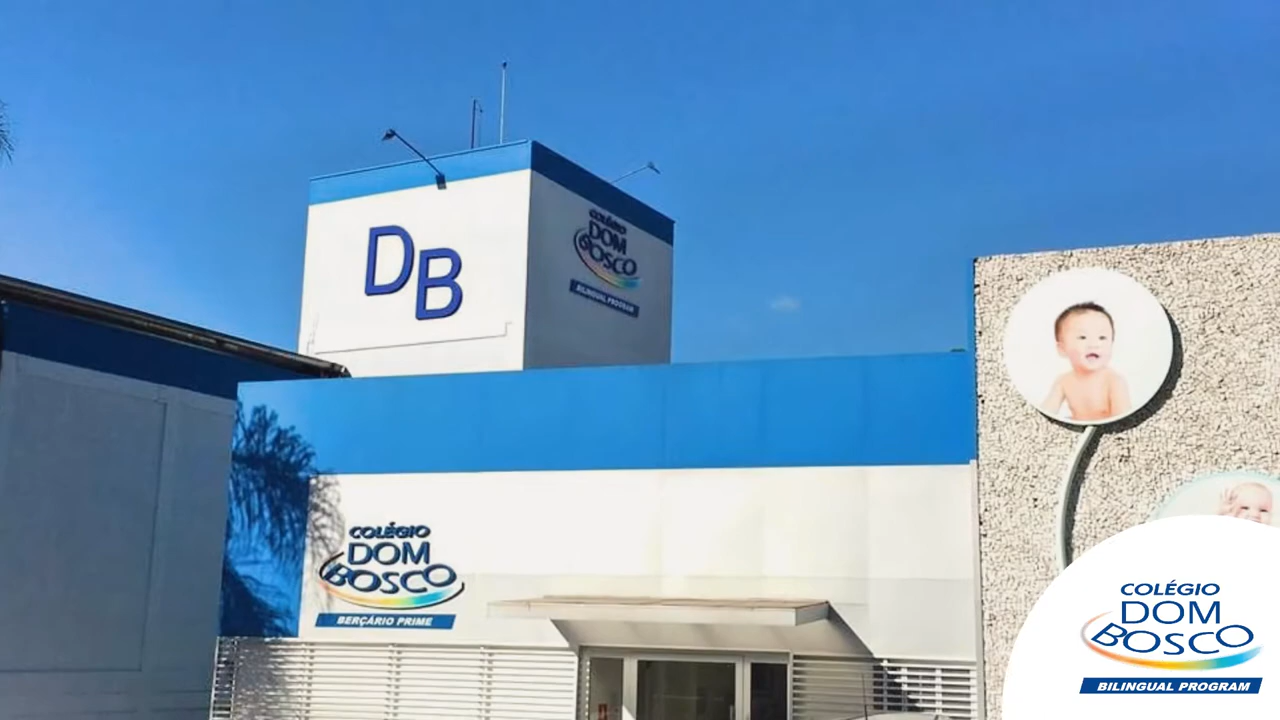 DB
COLÉGIO
DOM
BOSCO
BILINGUAL PROGRAM
COLÉGIO
DOM
BOSCO
BERÇÁRIO PRIME
COLÉGIO
DOM
BOSCO
BILINGUAL PROGRAM